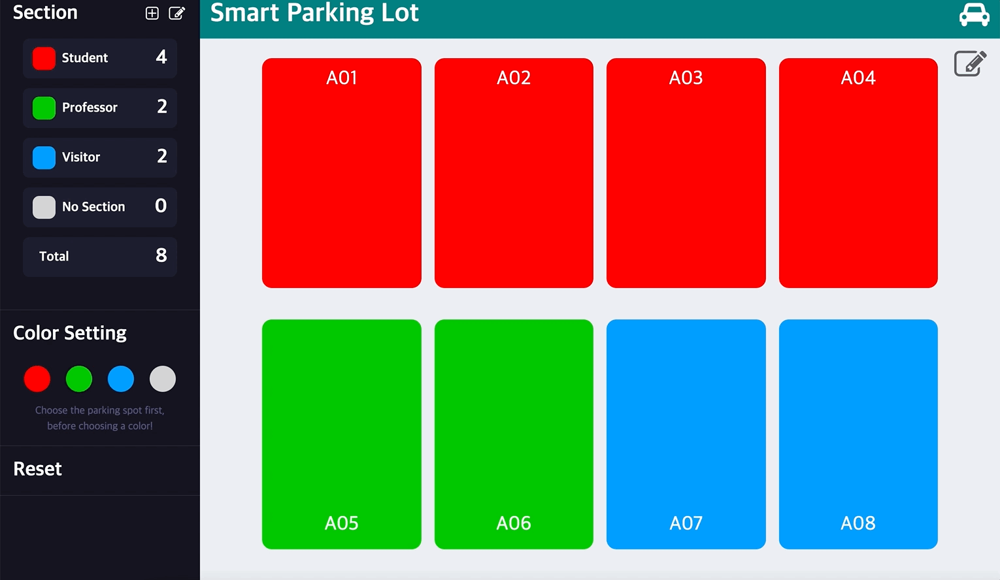 Section
Student 4
Professor 2
Visitor 2
No Section 0
Total 8
Color Setting
Choose the parking spot first,
before choosing a color!
Reset
Smart Parking Lot
A01 A02 A03 A04
A05 A06 A07 A08